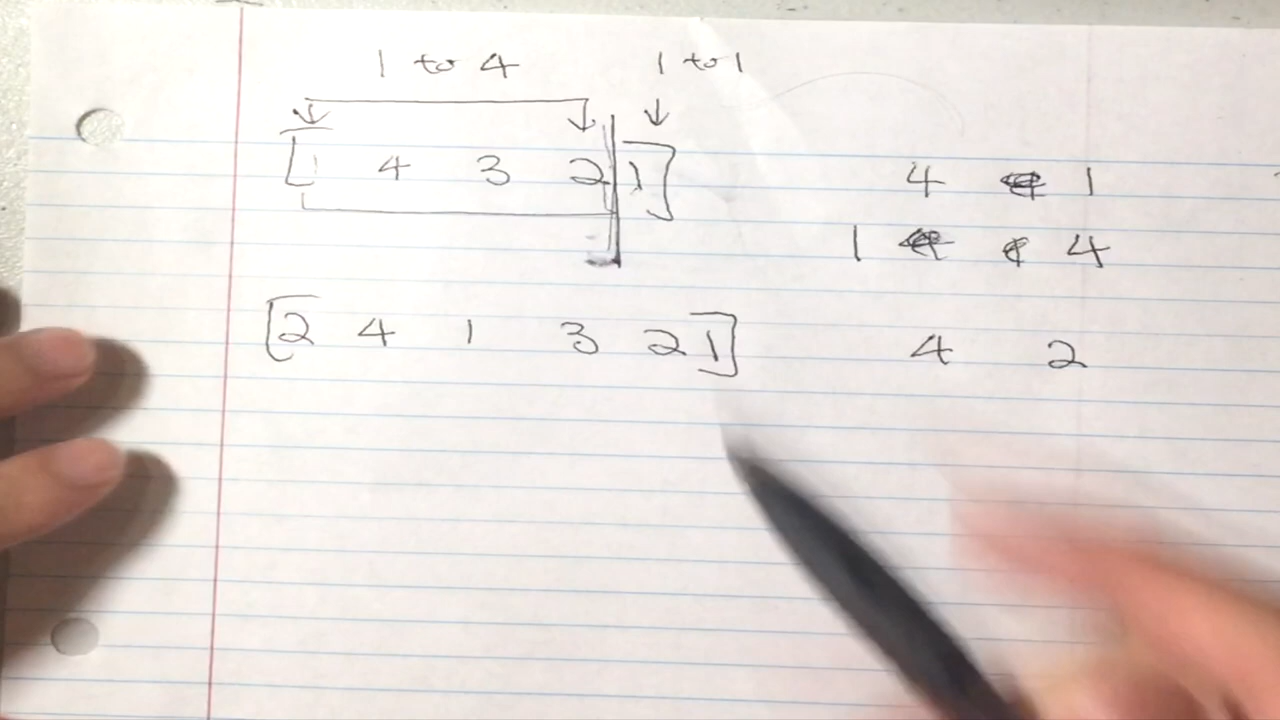 1 to 4 1 to 1
[1 4 3 2 1]
4 1
1 4
[2 4 1 3 2 1]
4 2